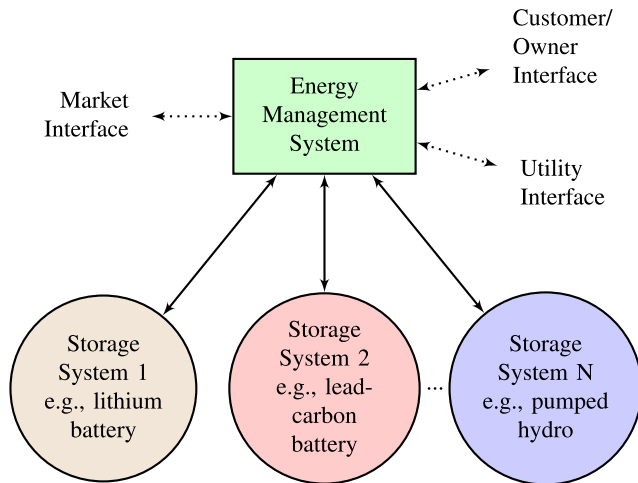 Customer/
Owner
Interface
Energy
Management
System
Market
Interface
Utility
Interface
Storage
System 1
e.g., lithium
battery
Storage
System 2
e.g., lead-
carbon
battery
...
Storage
System N
e.g., pumped
hydro